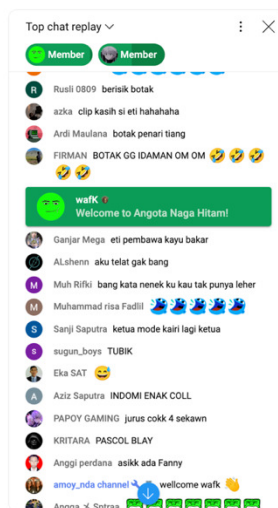 Top chat replay
Member
Member
Rusli 0809 berisik botak
azka clip kasih si eti hahahaha
Ardi Maulana botak penari tiang
FIRMAN BOTAK GG IDAMAN OM OM 🤣🤣🤣
🤣🤣
wafK
Welcome to Angota Naga Hitam!
Ganjar Mega eti pembawa kayu bakar
ALshenn aku telat gak bang
M Muh Rifki bang kata nenek ku kau tak punya leher
M Muhammad risa Fadlil
S Sanji Saputra ketua mode kairi lagi ketua
s sugun_boys TUBIK
Eka SAT 😅
A Aziz Saputra INDOMI ENAK COLL
PAPOY GAMING jurus cokk 4 sekawn
KRITARA PASCOL BLAY
Anggi perdana asikk ada Fanny
amoy_nda channel wellcome wafk 👋